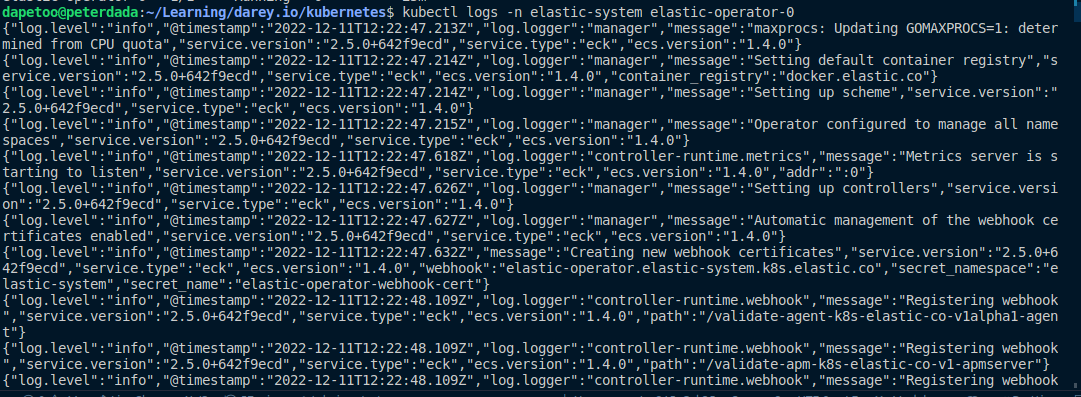 dapetoo@peterdada:~/Learning/darey.io/kubernetes$ kubectl logs -n elastic-system elastic-operator-0
{"log.level":"info","@timestamp":"2022-12-11T12:22:47.213Z","log.logger":"manager","message":"maxprocs: Updating GOMAXPROCS=1: deter
mined from CPU quota","service.version":"2.5.0+642f9ecd","service.type":"eck","ecs.version":"1.4.0"}
{"log.level":"info","@timestamp":"2022-12-11T12:22:47.214Z","log.logger":"manager","message":"Setting default container registry","s
ervice.version":"2.5.0+642f9ecd","service.type":"eck","ecs.version":"1.4.0","container_registry":"docker.elastic.co"}
{"log.level":"info","@timestamp":"2022-12-11T12:22:47.214Z","log.logger":"manager","message":"Setting up scheme","service.version":"
2.5.0+642f9ecd","service.type":"eck","ecs.version":"1.4.0"}
{"log.level":"info","@timestamp":"2022-12-11T12:22:47.215Z","log.logger":"manager","message":"Operator configured to manage all name
spaces","service.version":"2.5.0+642f9ecd","service.type":"eck","ecs.version":"1.4.0"}
{"log.level":"info","@timestamp":"2022-12-11T12:22:47.618Z","log.logger":"controller-runtime.metrics","message":"Metrics server is s
tarting to listen","service.version":"2.5.0+642f9ecd","service.type":"eck","ecs.version":"1.4.0","addr":":0"}
{"log.level":"info","@timestamp":"2022-12-11T12:22:47.626Z","log.logger":"manager","message":"Setting up controllers","service.versi
on":"2.5.0+642f9ecd","service.type":"eck","ecs.version":"1.4.0"}
{"log.level":"info","@timestamp":"2022-12-11T12:22:47.627Z","log.logger":"manager","message":"Automatic management of the webhook ce
rtificates enabled","service.version":"2.5.0+642f9ecd","service.type":"eck","ecs.version":"1.4.0"}
{"log.level":"info","@timestamp":"2022-12-11T12:22:47.632Z","message":"Creating new webhook certificates","service.version":"2.5.0+6
42f9ecd","service.type":"eck","ecs.version":"1.4.0","webhook":"elastic-operator.elastic-system.k8s.elastic.co","secret_namespace":"e
lastic-system","secret_name":"elastic-operator-webhook-cert"}
{"log.level":"info","@timestamp":"2022-12-11T12:22:48.109Z","log.logger":"controller-runtime.webhook","message":"Registering webhook
","service.version":"2.5.0+642f9ecd","service.type":"eck","ecs.version":"1.4.0","path":"/validate-agent-k8s-elastic-co-v1alpha1-agen
t"}
{"log.level":"info","@timestamp":"2022-12-11T12:22:48.109Z","log.logger":"controller-runtime.webhook","message":"Registering webhook
","service.version":"2.5.0+642f9ecd","service.type":"eck","ecs.version":"1.4.0","path":"/validate-apm-k8s-elastic-co-v1-apmserver"}
{"log.level":"info","@timestamp":"2022-12-11T12:22:48.109Z","log.logger":"controller-runtime.webhook","message":"Registering webhook